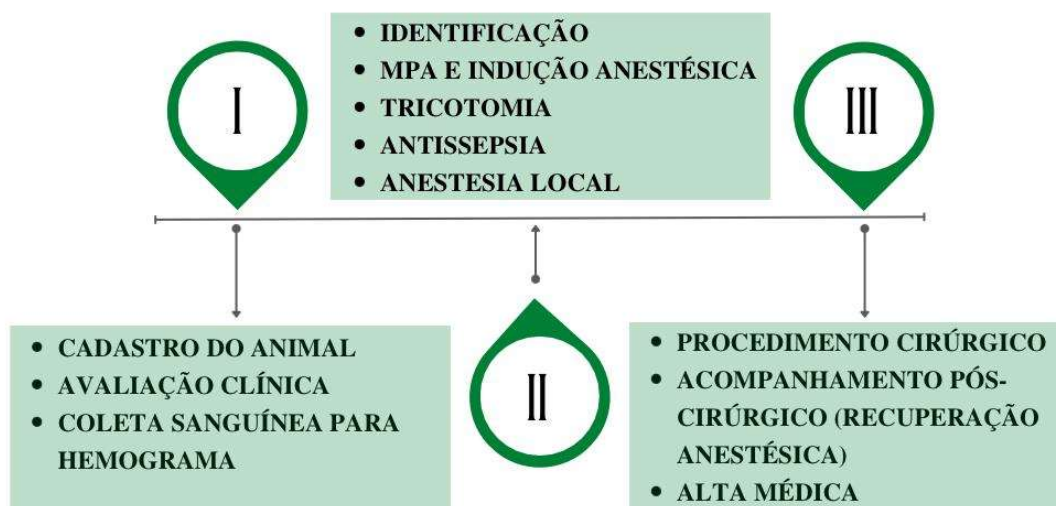 I
• IDENTIFICAÇÃO
• MPA E INDUÇÃO ANESTÉSICA
• TRICOTOMIA
• ANTISSEPSIA
• ANESTESIA LOCAL
III
• CADASTRO DO ANIMAL
• AVALIAÇÃO CLÍNICA
• COLETA SANGUÍNEA PARA
HEMOGRAMA
II
• PROCEDIMENTO CIRÚRGICO
• ACOMPANHAMENTO PÓS-
CIRÚRGICO (RECUPERAÇÃO
ANESTÉSICA)
• ALTA MÉDICA